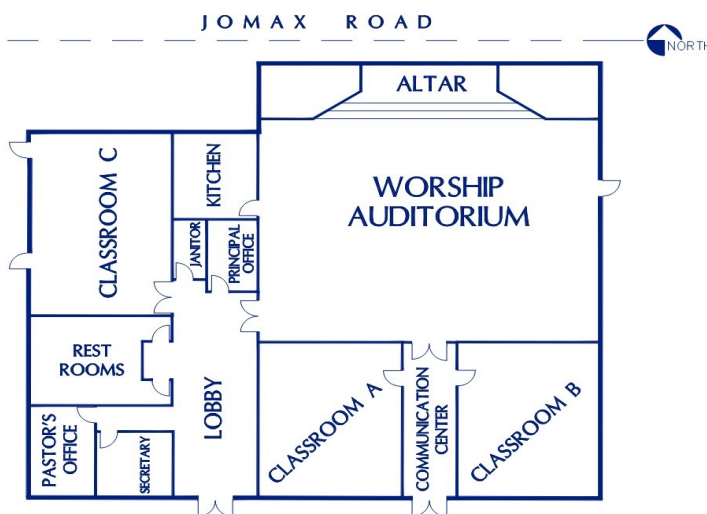 JOMAX ROAD
NORTH
ALTAR
WORSHIP
AUDITORIUM
CLASSROOM C
KITCHEN
JANITOR
PRINCIPAL
OFFICE
REST
ROOMS
LOBBY
PASTOR'S
OFFICE
SECRETARY
CLASSROOM A
COMMUNICATION
CENTER
CLASSROOM B